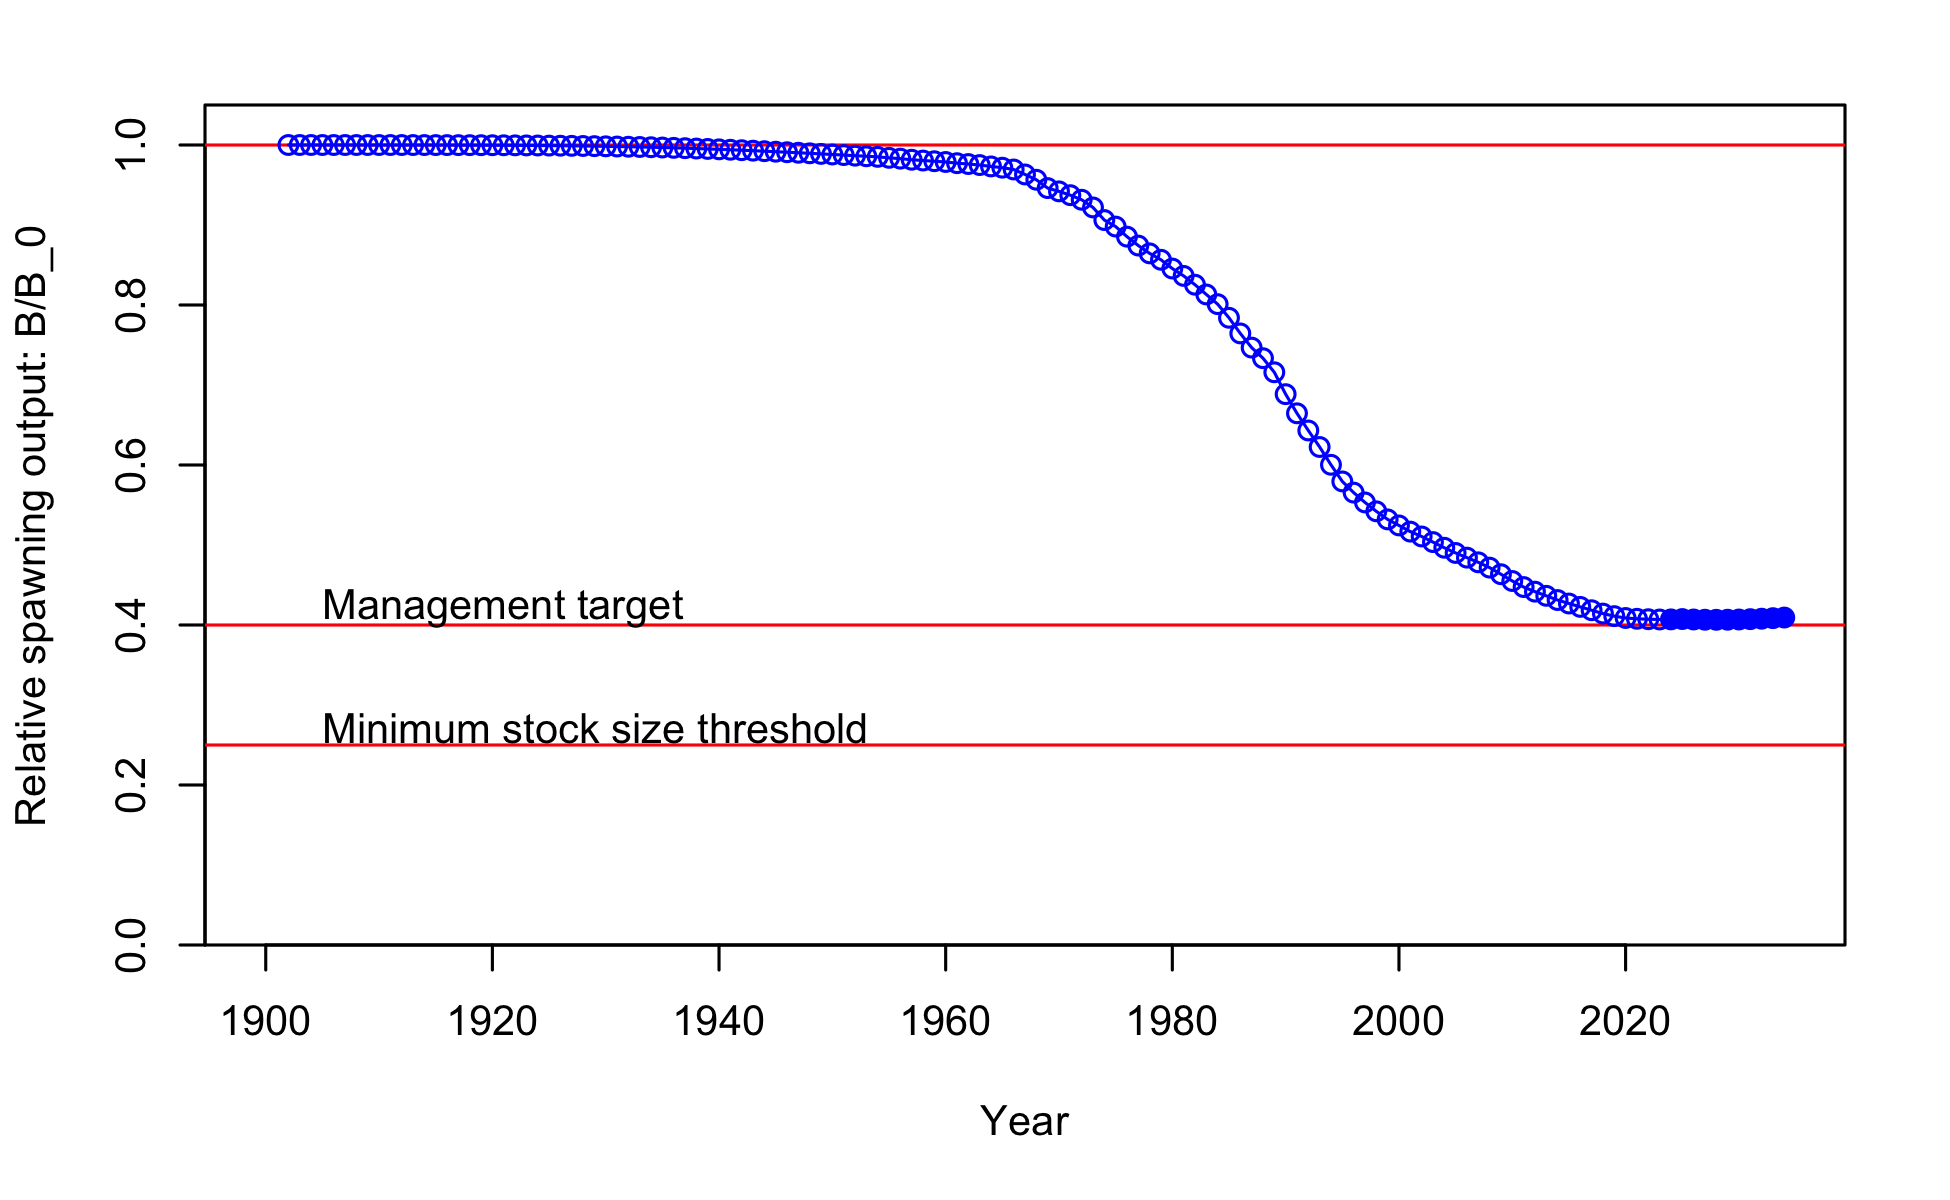 Relative spawning output: B/B_0
1.0
0.8
0.6
0.4
0.2
0.0
Management target
Minimum stock size threshold
1900 1920 1940 1960 1980 2000 2020
Year